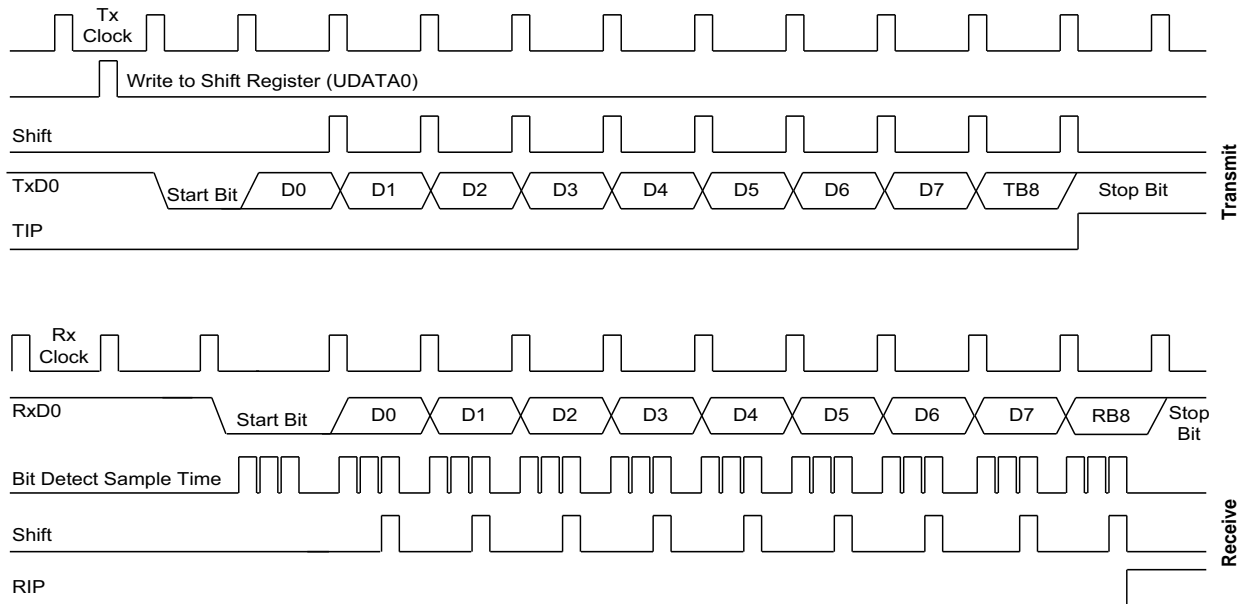 Tx
Clock
Write to Shift Register (UDATA0)
Shift
TxD0
Start Bit
D0
D1
D2
D3
D4
D5
D6
D7
TB8
Stop Bit
TIP
Transmit
Rx
Clock
RxD0
Start Bit
D0
D1
D2
D3
D4
D5
D6
D7
RB8
Stop
Bit
Bit Detect Sample Time
Shift
RIP
Receive